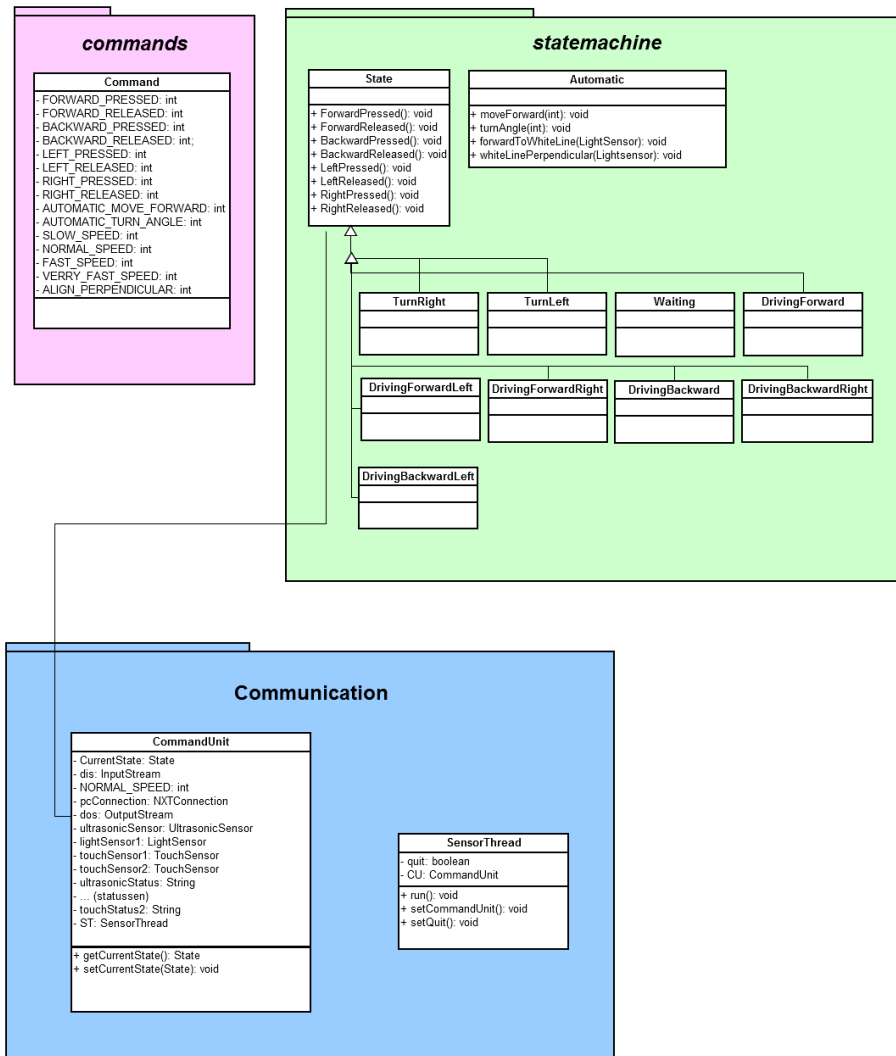 commands
Command
- FORWARD_PRESSED: int
- FORWARD_RELEASED: int
- BACKWARD_PRESSED: int
- BACKWARD_RELEASED: int;
- LEFT_PRESSED: int
- LEFT_RELEASED: int
- RIGHT_PRESSED: int
- RIGHT_RELEASED: int
- AUTOMATIC_MOVE_FORWARD: int
- AUTOMATIC_TURN_ANGLE: int
- SLOW_SPEED: int
- NORMAL_SPEED: int
- FAST_SPEED: int
- VERRY_FAST_SPEED: int
- ALIGN_PERPENDICULAR: int
statemachine
State
+ ForwardPressed(): void
+ ForwardReleased(): void
+ BackwardPressed(): void
+ BackwardReleased(): void
+ LeftPressed(): void
+ LeftReleased(): void
+ RightPressed(): void
+ RightReleased(): void
Automatic
+ moveForward(int): void
+ turnAngle(int): void
+ forwardToWhiteLine(LightSensor): void
+ whiteLinePerpendicular(Lightsensor): void
TurnRight
TurnLeft
Waiting
DrivingForward
DrivingForwardLeft
DrivingForwardRight
DrivingBackward
DrivingBackwardRight
DrivingBackwardLeft
Communication
CommandUnit
- CurrentState: State
- dis: InputStream
- NORMAL_SPEED: int
- pcConnection: NXTConnection
- dos: OutputStream
- ultrasonicSensor: UltrasonicSensor
- lightSensor1: LightSensor
- touchSensor1: TouchSensor
- touchSensor2: TouchSensor
- ultrasonicStatus: String
- ... (statussen)
- touchStatus2: String
- ST: SensorThread
+ getCurrentState(): State
+ setCurrentState(State): void
SensorThread
- quit: boolean
- CU: CommandUnit
+ run(): void
+ setCommandUnit(): void
+ setQuit(): void